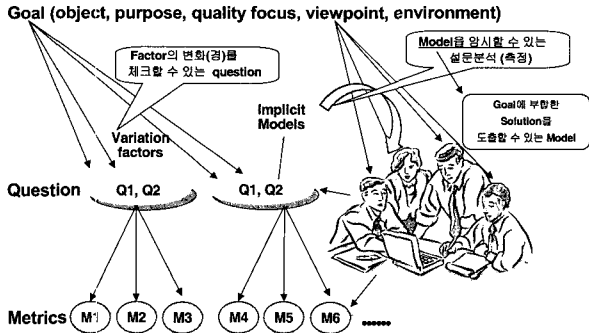 Goal (object, purpose, quality focus, viewpoint, environment)
Factor의 변화(경)를
체크할 수 있는 question
Model을 암시할 수 있는
설문분석 (측정)
Implicit
Models
Goal에 부합한
Solution을
도출할 수 있는 Model
Variation
factors
Question Q1, Q2 Q1, Q2
Metrics M1 M2 M3 M4 M5 M6 ......